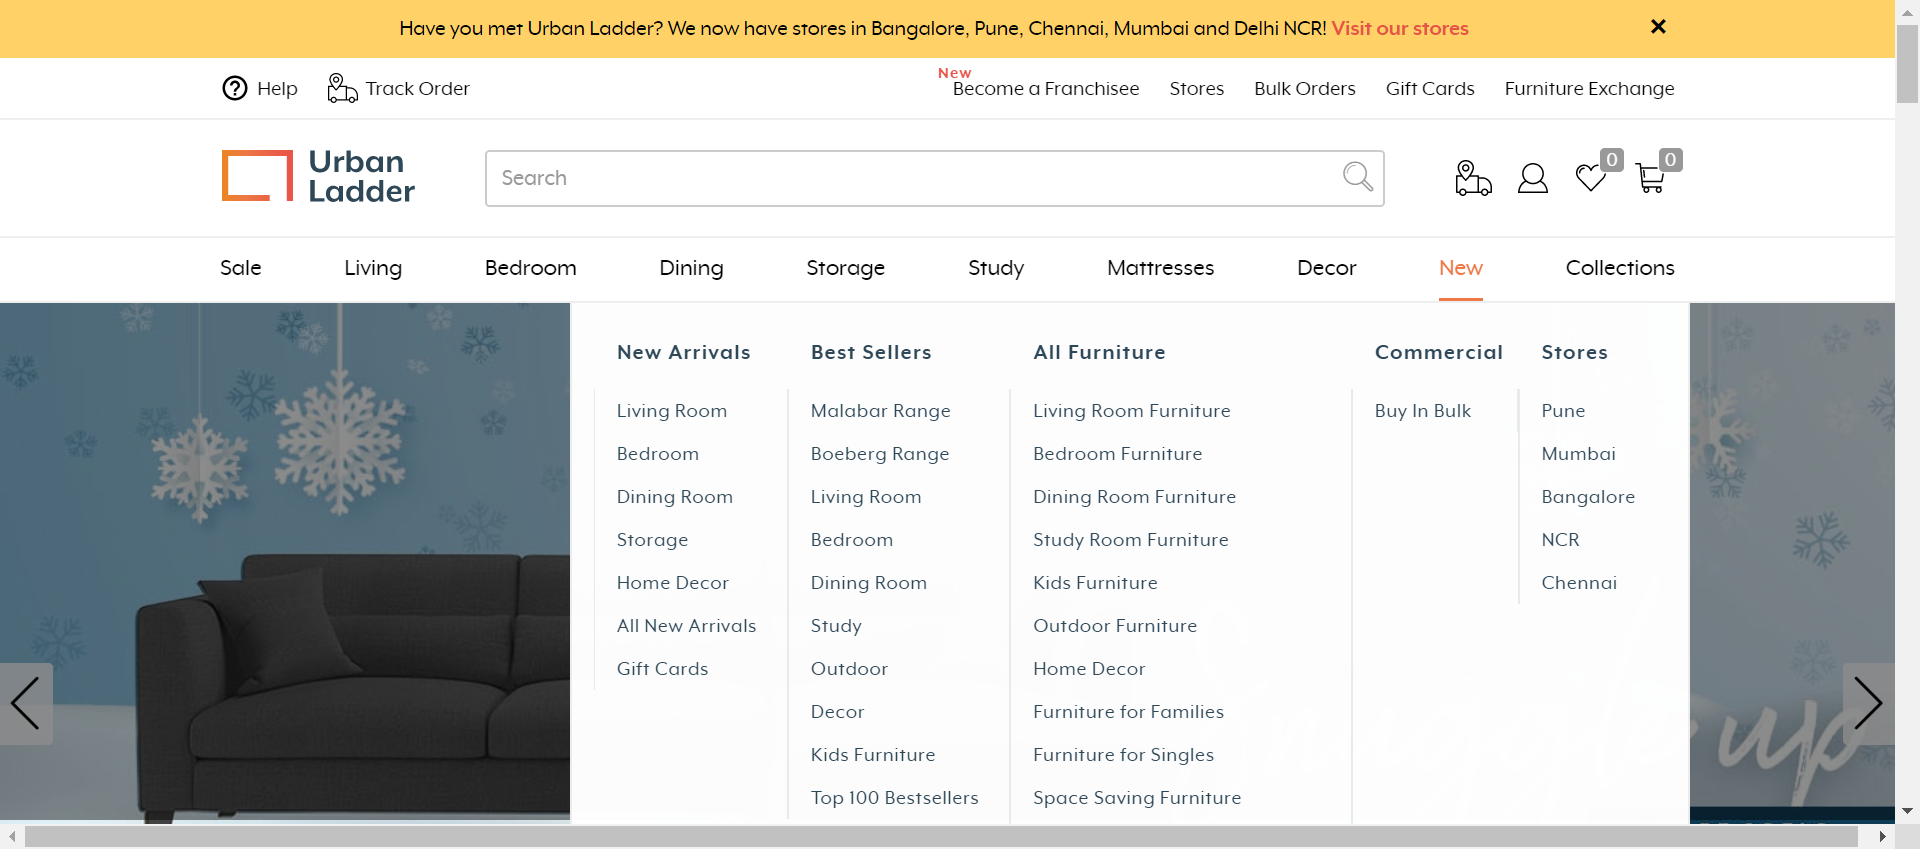 Have you met Urban Ladder? We now have stores in Bangalore, Pune, Chennai, Mumbai and Delhi NCR! Visit our stores
Help
Track Order
New
Become a Franchisee
Stores
Bulk Orders
Gift Cards
Furniture Exchange
Urban
Ladder
Search
0
0
Sale
Living
Bedroom
Dining
Storage
Study
Mattresses
Decor
New
Collections
New Arrivals
Living Room
Bedroom
Dining Room
Storage
Home Decor
All New Arrivals
Gift Cards
Best Sellers
Malabar Range
Boeberg Range
Living Room
Bedroom
Dining Room
Study
Outdoor
Decor
Kids Furniture
Top 100 Bestsellers
All Furniture
Living Room Furniture
Bedroom Furniture
Dining Room Furniture
Study Room Furniture
Kids Furniture
Outdoor Furniture
Home Decor
Furniture for Families
Furniture for Singles
Space Saving Furniture
Commercial
Buy In Bulk
Stores
Pune
Mumbai
Bangalore
NCR
Chennai
Snuggle up